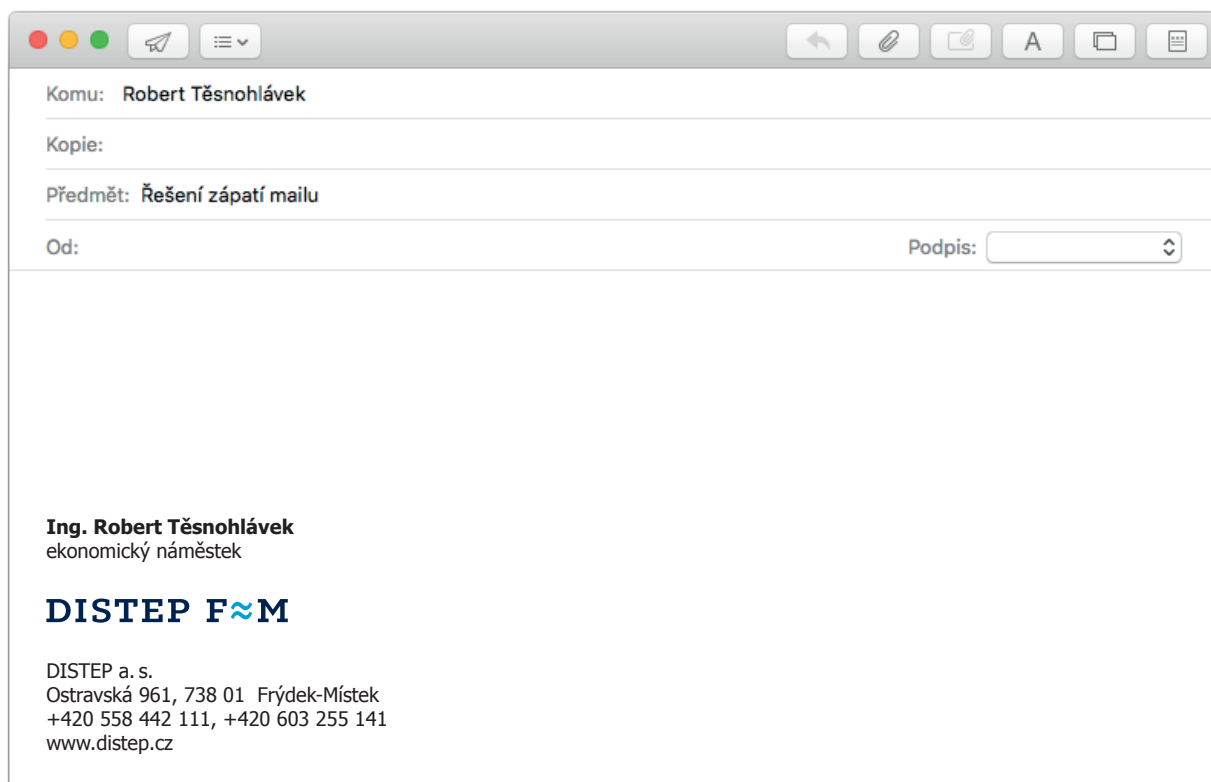 Komu: Robert Těsnohlávek
Kopie:
Předmět: Řešení zápatí mailu
Od: Podpis:
Ing. Robert Těsnohlávek
ekonomický náměstek
DISTEP F≈M
DISTEP a. s.
Ostravská 961, 738 01 Frýdek-Místek
+420 558 442 111, +420 603 255 141
www.distep.cz